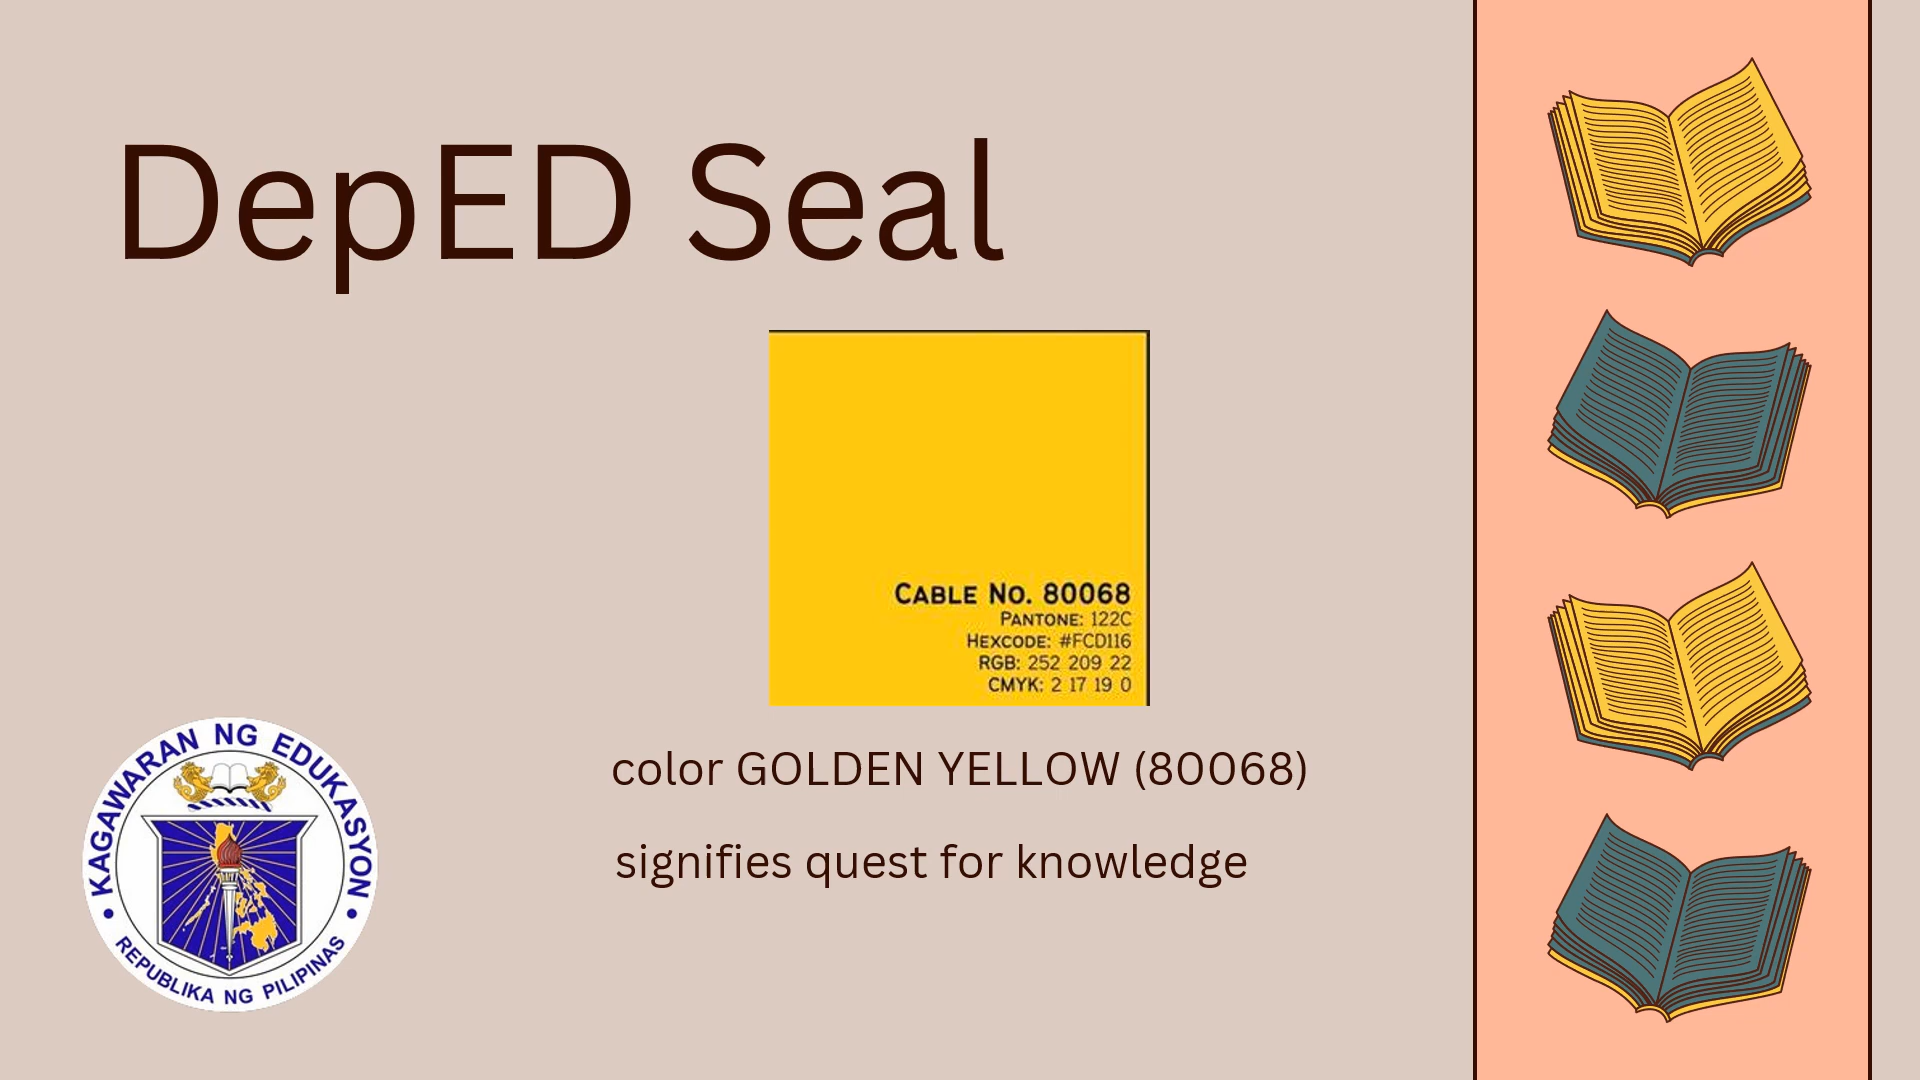 DepED Seal
CABLE NO. 80068
PANTONE: 122C
HEXCODE: #FCD116
RGB: 252 209 22
CMYK: 2 17 19 0
color GOLDEN YELLOW (80068)
signifies quest for knowledge
KAGAWARAN NG EDUKASYON
REPUBLIKA NG PILIPINAS